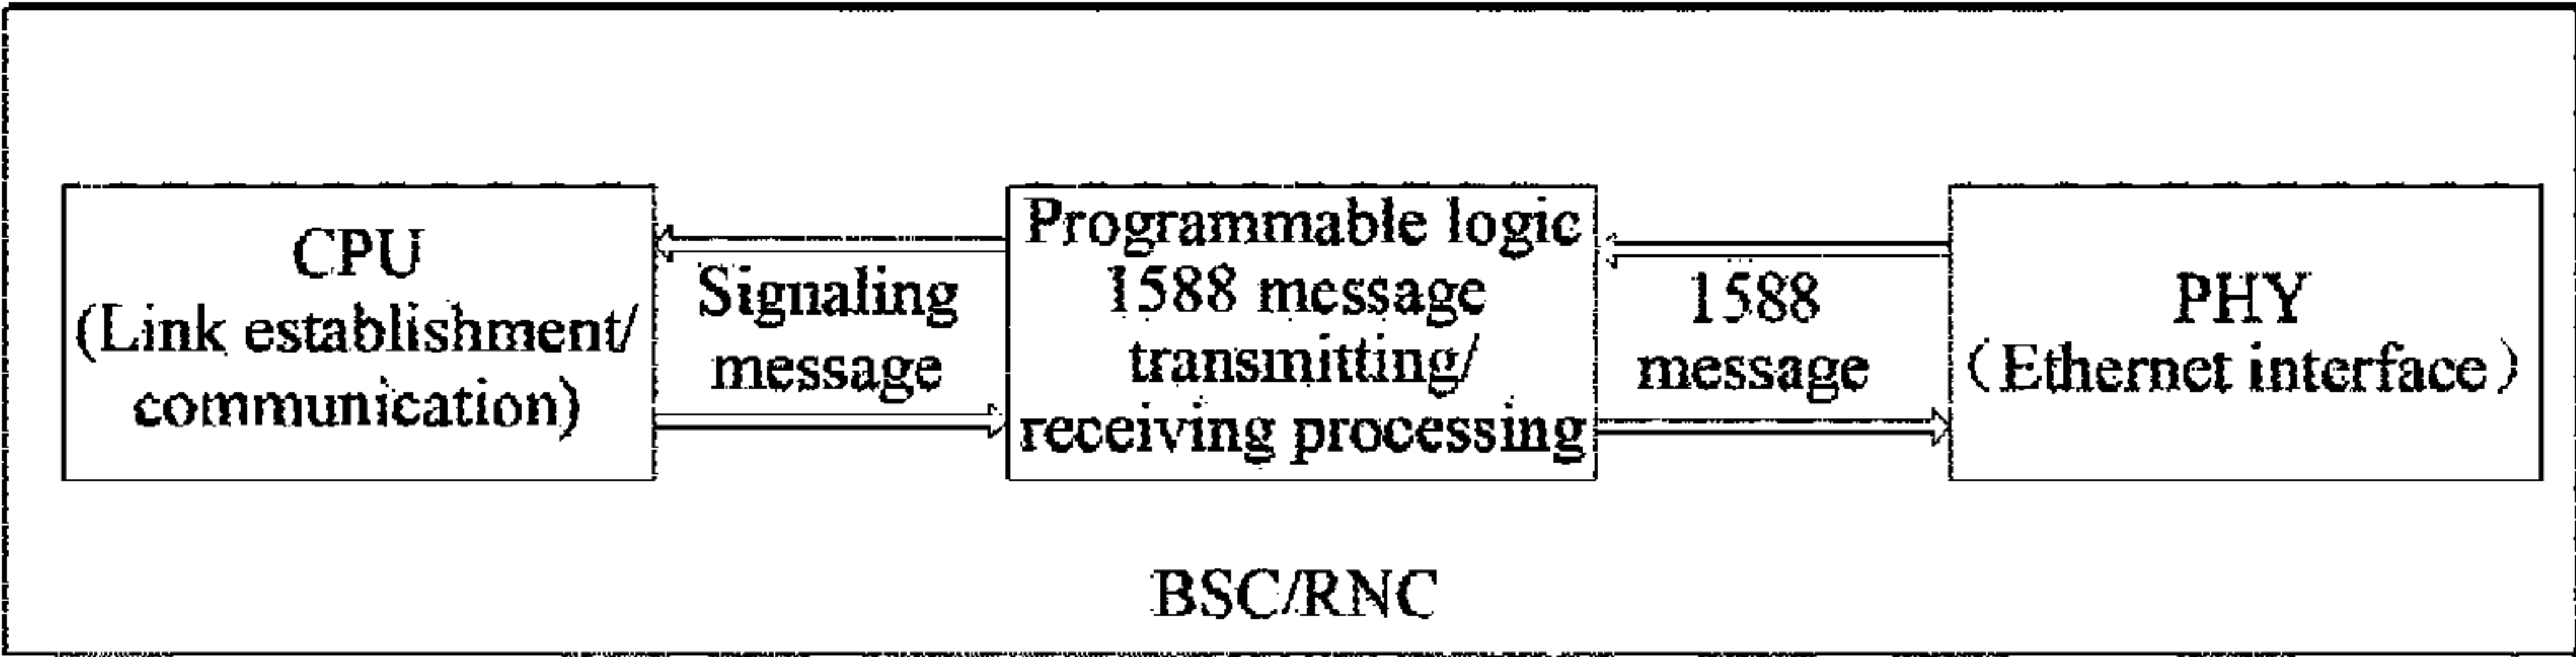 CPU
(Link establishment/
communication)
Signaling
message
Programmable logic
1588 message
transmitting/
receiving processing
1588
message
PHY
（Ethernet interface）
BSC/RNC